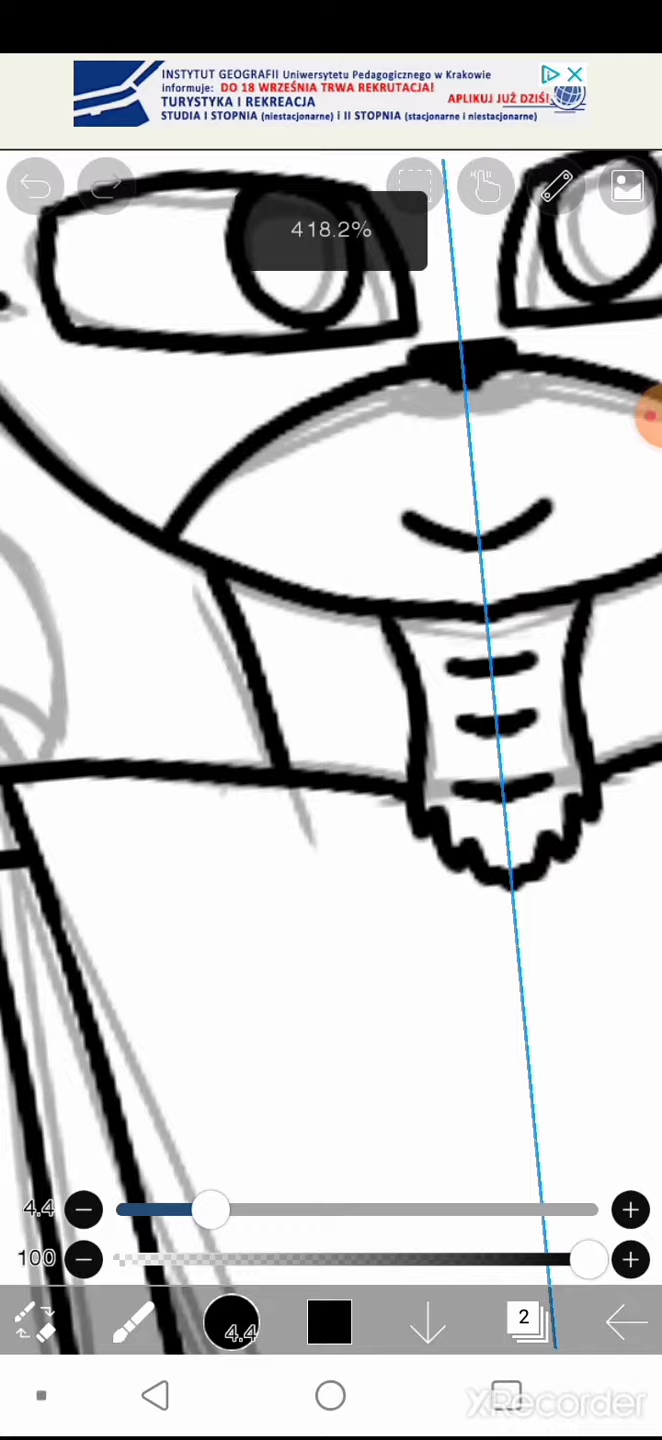 INSTYTUT GEOGRAFII Uniwersytetu Pedagogicznego w Krakowie
informuje: DO 18 WRZEŚNIA TRWA REKRUTACJA!
TURYSTYKA I REKREACJA
APLIKUJ JUŻ DZIŚ!
STUDIA I STOPNIA (niestacjonarne) i II STOPNIA (stacjonarne i niestacjonarne)
418.2%
4.4
100
4.4
2
XRecorder